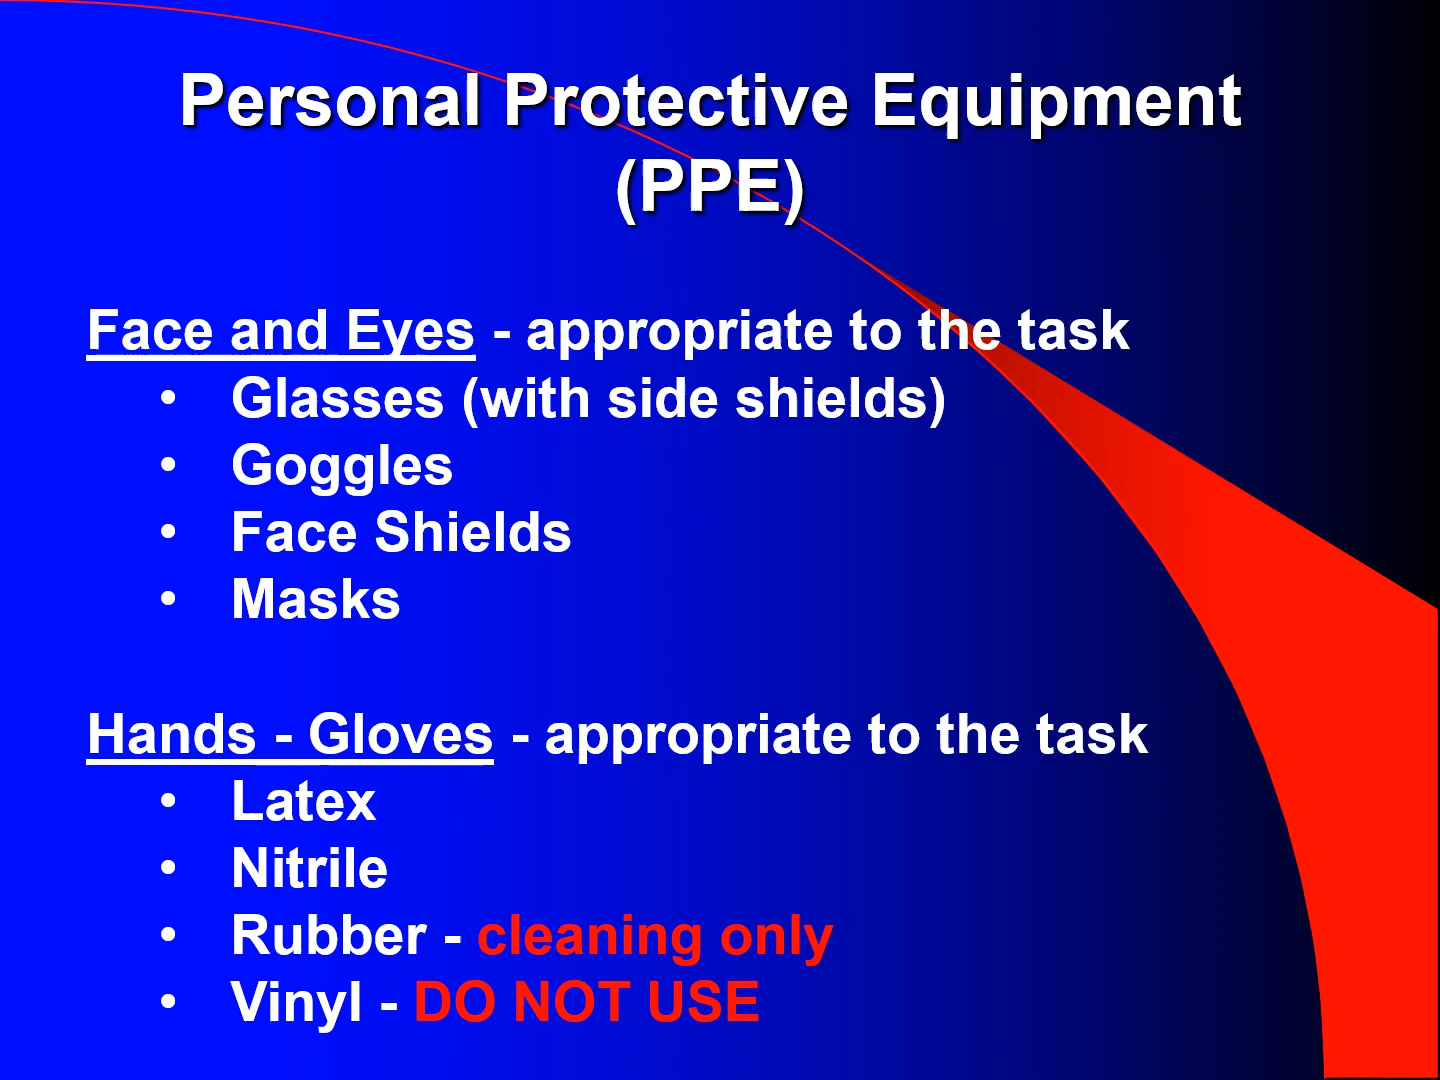 Personal Protective Equipment
(PPE)
Face and Eyes - appropriate to the task
• Glasses (with side shields)
• Goggles
• Face Shields
• Masks
Hands - Gloves - appropriate to the task
• Latex
• Nitrile
• Rubber - cleaning only
• Vinyl - DO NOT USE